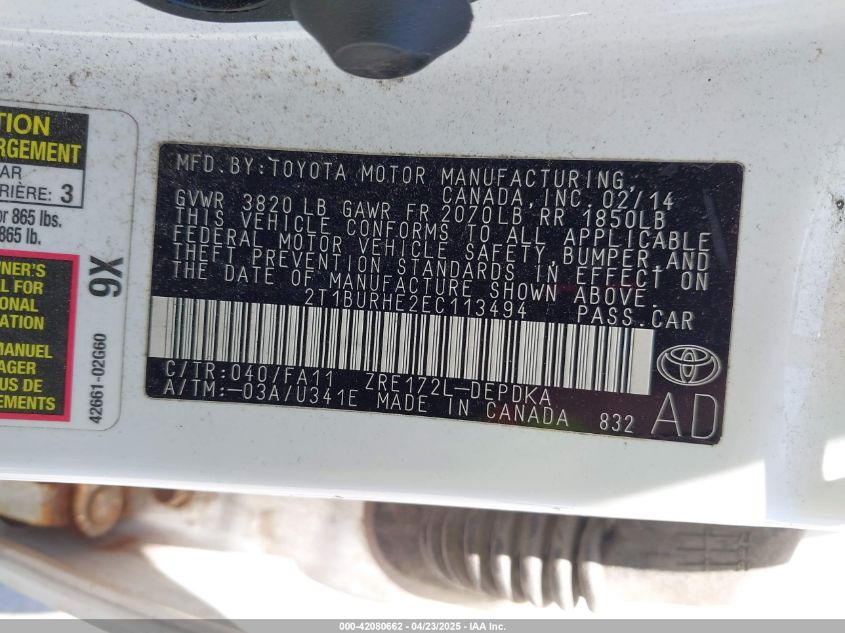 TION
RGEMENT
AR
RIÈRE: 3
or 865 lbs.
865 lb.
WNER'S
L FOR
TIONAL
ATION
MANUEL
AGER
DE
EMENTS
9X
42661-02G60
MFD. BY: TOYOTA MOTOR MANUFACTURING,
CANADA, INC. 02/14
GVWR 3820 LB GAWR FR 2070LB RR 1850LB
THIS VEHICLE CONFORMS TO ALL APPLICABLE
FEDERAL MOTOR VEHICLE SAFETY, BUMPER, AND
THEFT PREVENTION STANDARDS IN EFFECT ON
THE DATE OF MANUFACTURE SHOWN ABOVE.
2T1BURHE2EC113494 PASS.CAR
C/TR:040/FA11 ZRE172L-DEPDKA
A/TM:-03A/U341E MADE IN CANADA 832
AD
000-42080662 - 04/23/2025 - IAA Inc.